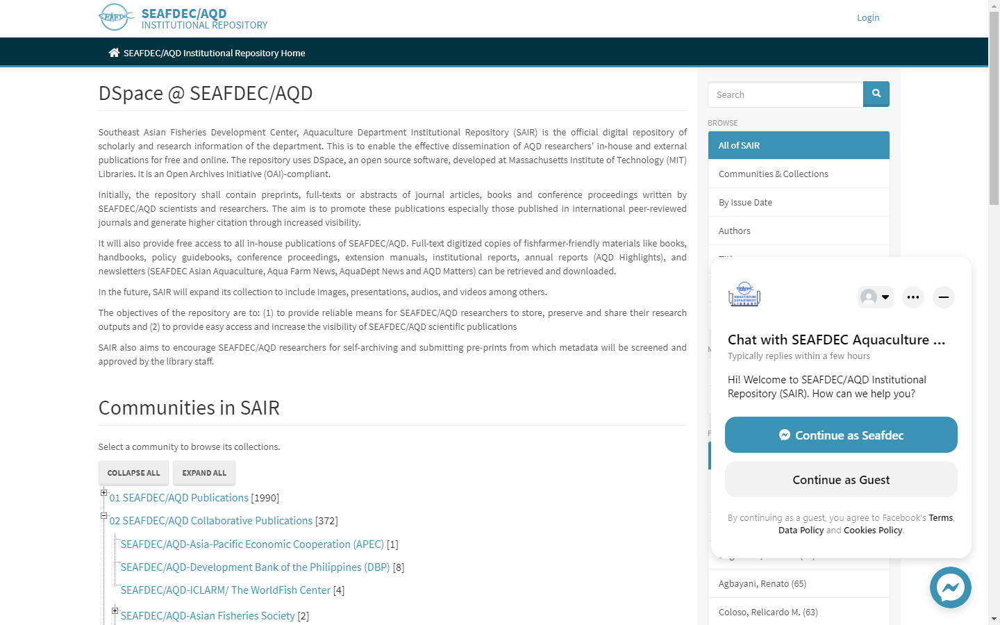 SEAFDEC/AQD
INSTITUTIONAL REPOSITORY
Login
SEAFDEC/AQD Institutional Repository Home
DSpace @ SEAFDEC/AQD
Southeast Asian Fisheries Development Center, Aquaculture Department Institutional Repository (SAIR) is the official digital repository of
scholarly and research information of the department. This is to enable the effective dissemination of AQD researchers' in-house and external
publications for free and online. The repository uses DSpace, an open source software, developed at Massachusetts Institute of Technology (MIT)
Libraries. It is an Open Archives Initiative (OAI)-compliant.
Initially, the repository shall contain preprints, full-texts or abstracts of journal articles, books and conference proceedings written by
SEAFDEC/AQD scientists and researchers. The aim is to promote these publications especially those published in international peer-reviewed
journals and generate higher citation through increased visibility.
It will also provide free access to all in-house publications of SEAFDEC/AQD. Full-text digitized copies of fishfarmer-friendly materials like books,
handbooks, policy guidebooks, conference proceedings, extension manuals, institutional reports, annual reports (AQD Highlights), and
newsletters (SEAFDEC Asian Aquaculture, Aqua Farm News, AquaDept News and AQD Matters) can be retrieved and downloaded.
In the future, SAIR will expand its collection to include images, presentations, audios, and videos among others.
The objectives of the repository are to: (1) to provide reliable means for SEAFDEC/AQD researchers to store, preserve and share their research
outputs and (2) to provide easy access and increase the visibility of SEAFDEC/AQD scientific publications
SAIR also aims to encourage SEAFDEC/AQD researchers for self-archiving and submitting pre-prints from which metadata will be screened and
approved by the library staff.
Communities in SAIR
Select a community to browse its collections.
COLLAPSE ALL EXPAND ALL
01 SEAFDEC/AQD Publications [1990]
02 SEAFDEC/AQD Collaborative Publications [372]
SEAFDEC/AQD-Asia-Pacific Economic Cooperation (APEC) [1]
SEAFDEC/AQD-Development Bank of the Philippines (DBP) [8]
SEAFDEC/AQD-ICLARM/ The WorldFish Center [4]
SEAFDEC/AQD-Asian Fisheries Society [2]
Search
BROWSE
All of SAIR
Communities & Collections
By Issue Date
Authors
AQUACULTURE
DEPARTMENT
LIBRARY
Chat with SEAFDEC Aquaculture ...
Typically replies within a few hours
Hi! Welcome to SEAFDEC/AQD Institutional
Repository (SAIR). How can we help you?
Continue as Seafdec
Continue as Guest
By continuing as a guest, you agree to Facebook's Terms,
Data Policy and Cookies Policy.
Agbayani, Renato (65)
Coloso, Relicardo M. (63)